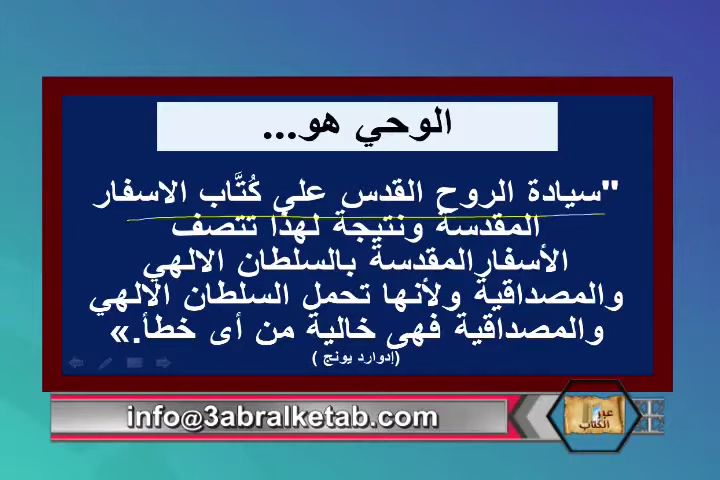 الوحي هو...
"سيادة الروح القدس على كُتَّاب الاسفار
المقدسة ونتيجة لهذا تتصف
الأسفارالمقدسة بالسلطان الالهي
والمصداقية ولأنها تحمل السلطان الالهي
والمصداقية فهى خالية من أى خطأ.»
(إدوارد يونج )
info@3abralketab.com
عبر
الكتاب